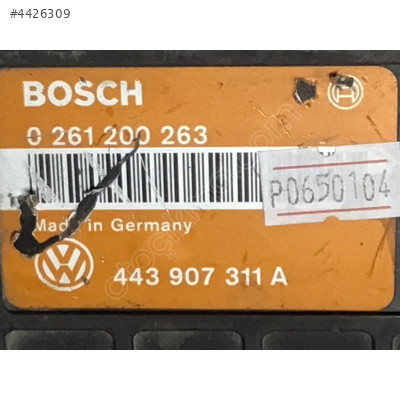 #4426309
BOSCH
0 261 200 263
P0650104
Made in Germany
443 907 311 A